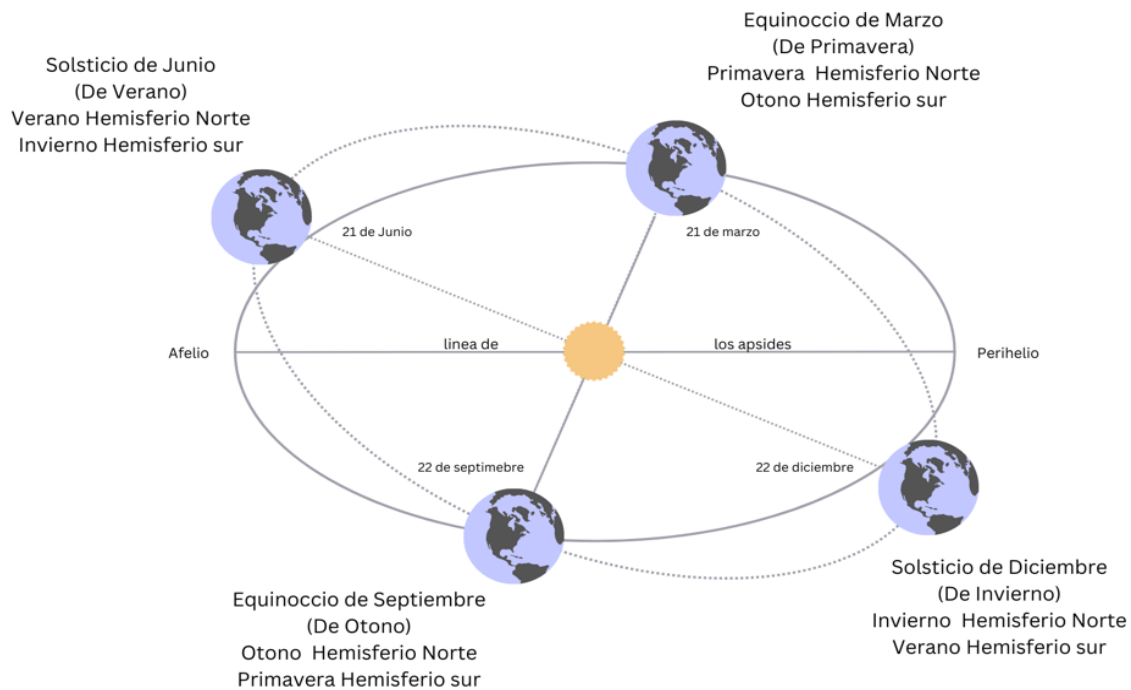 Equinoccio de Marzo
(De Primavera)
Primavera Hemisferio Norte
Otono Hemisferio sur
Solsticio de Junio
(De Verano)
Verano Hemisferio Norte
Invierno Hemisferio sur
21 de Junio
21 de marzo
Afelio
linea de
los apsides
Perihelio
22 de septimebre
22 de diciembre
Equinoccio de Septiembre
(De Otono)
Otono Hemisferio Norte
Primavera Hemisferio sur
Solsticio de Diciembre
(De Invierno)
Invierno Hemisferio Norte
Verano Hemisferio sur